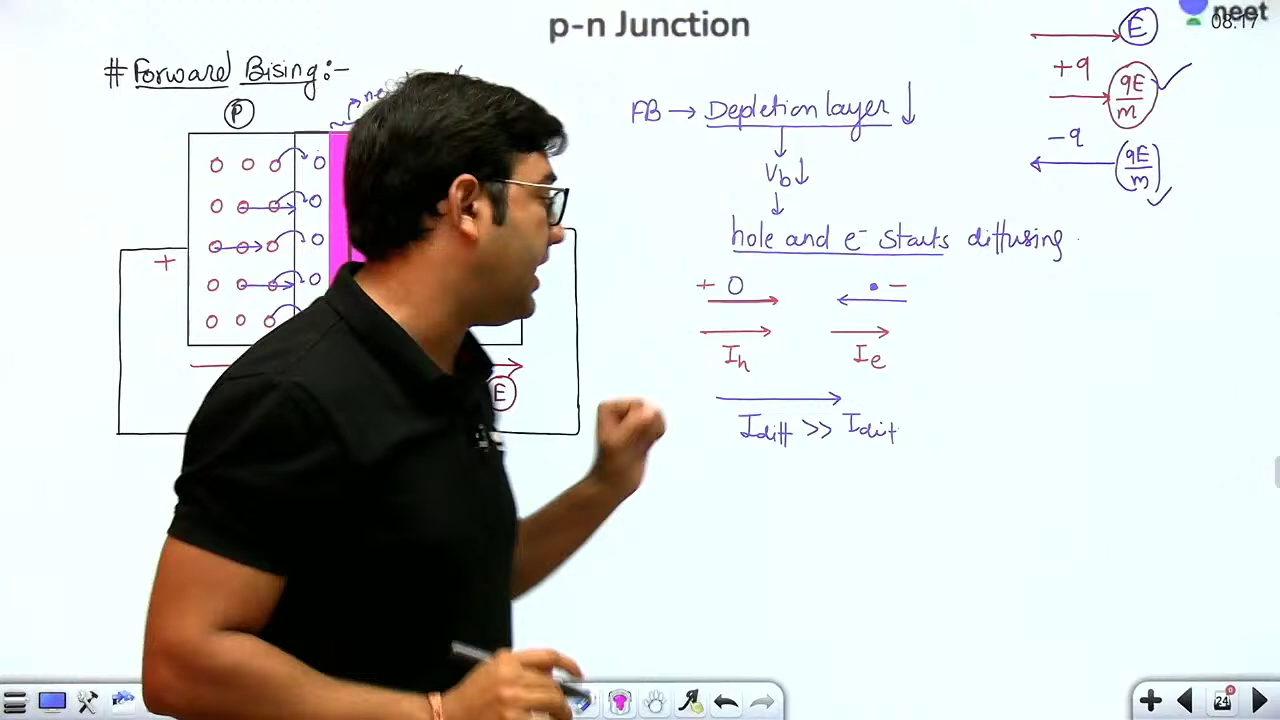 p-n Junction
neet
08:17
# Forward Bising:-
P
+
E
FB → Depletion layer ↓
↓
Vb ↓
↓
hole and e- starts diffusing
+ O
• -
Ih
Ie
Idiff >> Idrift
E
+q
qE/m
-q
(qE/m)
24